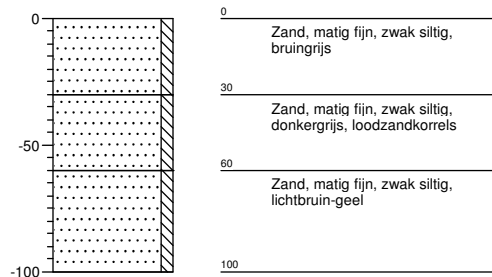 0
0
Zand, matig fijn, zwak siltig,
bruingrijs
30
Zand, matig fijn, zwak siltig,
donkergrijs, loodzandkorrels
-50
60
Zand, matig fijn, zwak siltig,
lichtbruin-geel
-100
100